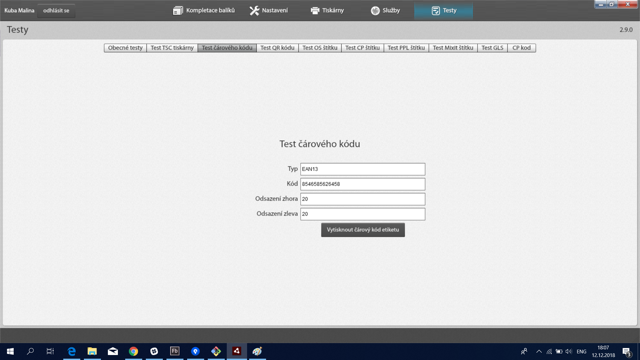 Kuba Malina odhlásit se Kompletace balíků Nastavení Tiskárny Služby Testy
Testy 2.9.0
Obecné testy Test TSC tiskárny Test čárového kódu Test QR kódu Test OS štítku Test CP štítku Test PPL štítku Test Mixit štítku Test GLS CP kod
Test čárového kódu
Typ EAN13
Kód 8546585626458
Odsazení zhora 20
Odsazení zleva 20
Vytisknout čárový kód etiketu
ENG 18:07
12.12.2018